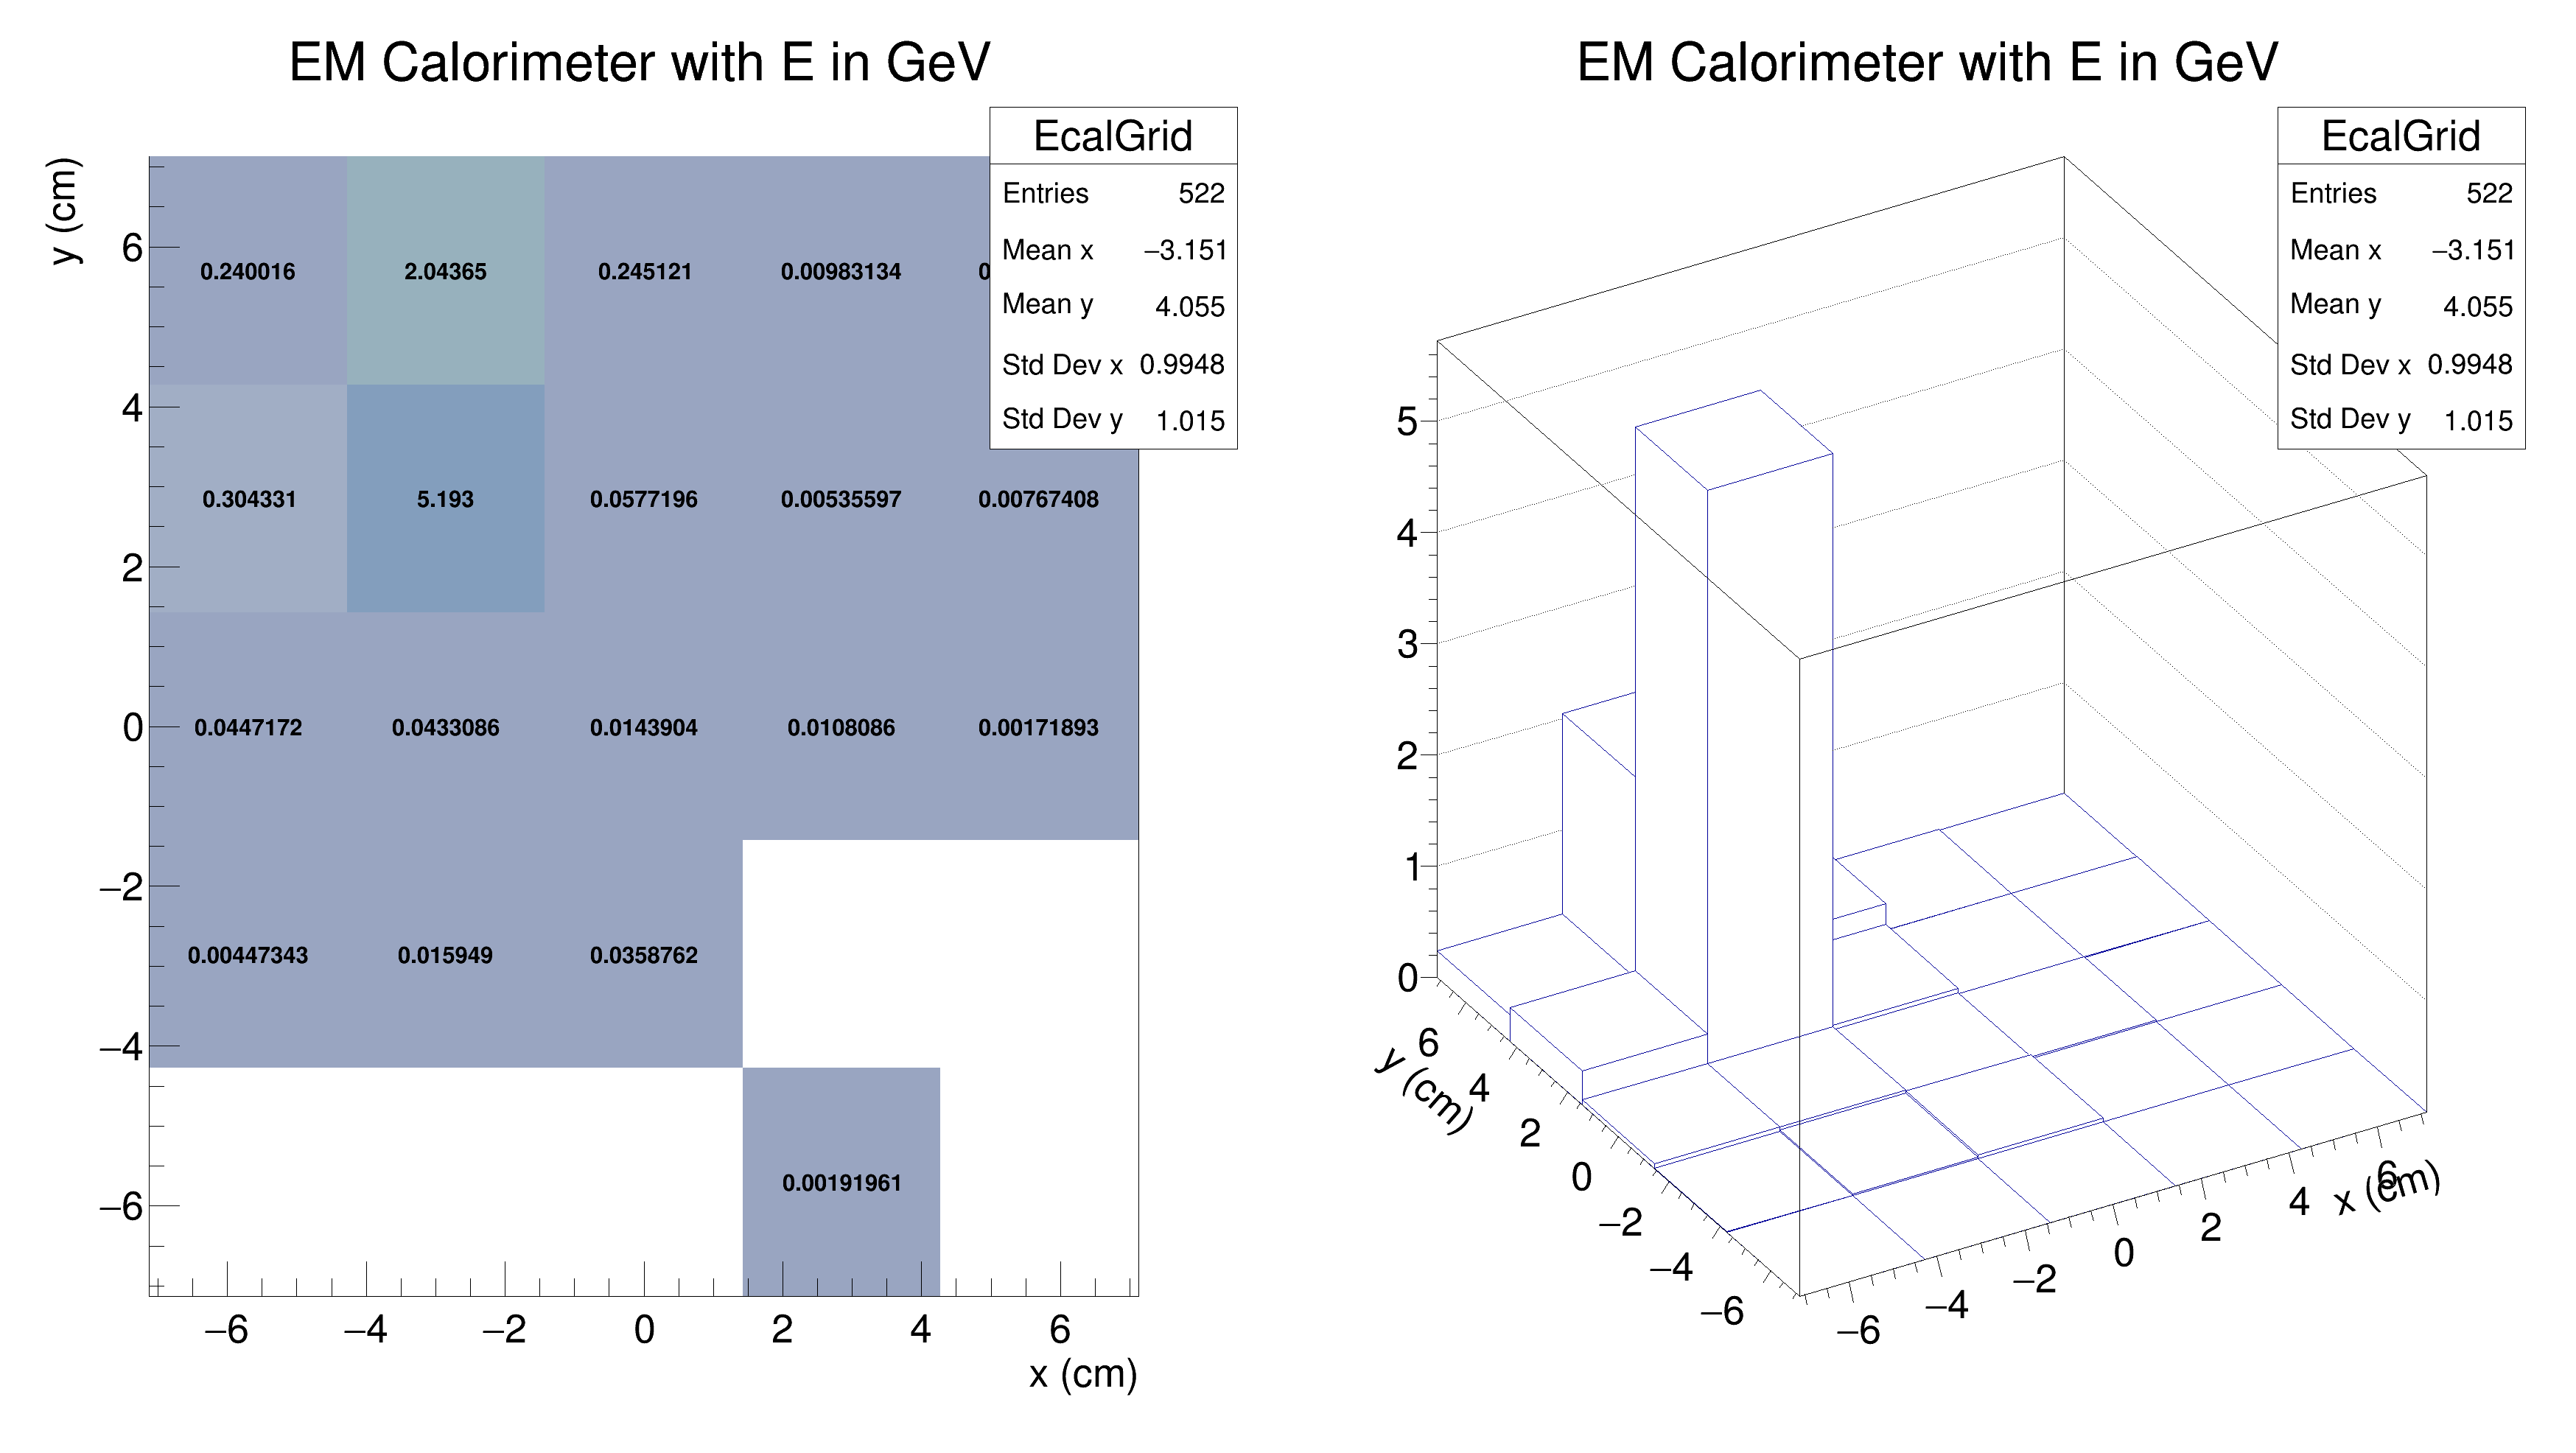 EM Calorimeter with E in GeV
EcalGrid
Entries 522
Mean x −3.151
Mean y 4.055
Std Dev x 0.9948
Std Dev y 1.015
y (cm)
6
4
2
0
−2
−4
−6
0.240016 2.04365 0.245121 0.00983134
0.304331 5.193 0.0577196 0.00535597 0.00767408
0.0447172 0.0433086 0.0143904 0.0108086 0.00171893
0.00447343 0.015949 0.0358762
0.00191961
−6 −4 −2 0 2 4 6
x (cm)
EM Calorimeter with E in GeV
EcalGrid
Entries 522
Mean x −3.151
Mean y 4.055
Std Dev x 0.9948
Std Dev y 1.015
5
4
3
2
1
0
y (cm)
6
4
2
0
−2
−4
−6
−6 −4 −2 0 2 4 6
x (cm)